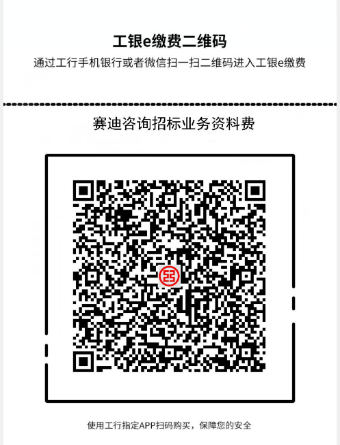 工银e缴费二维码
通过工行手机银行或者微信扫一扫二维码进入工银e缴费
赛迪咨询招标业务资料费
使用工行指定APP扫码购买，保障您的安全